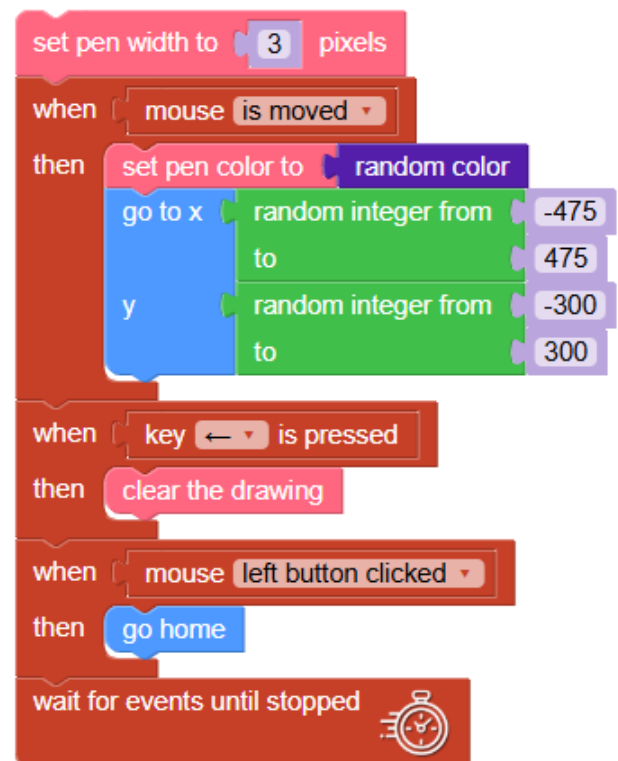 set pen width to 3 pixels
when mouse is moved
then set pen color to random color
go to x random integer from -475
to 475
y random integer from -300
to 300
when key ← is pressed
then clear the drawing
when mouse left button clicked
then go home
wait for events until stopped